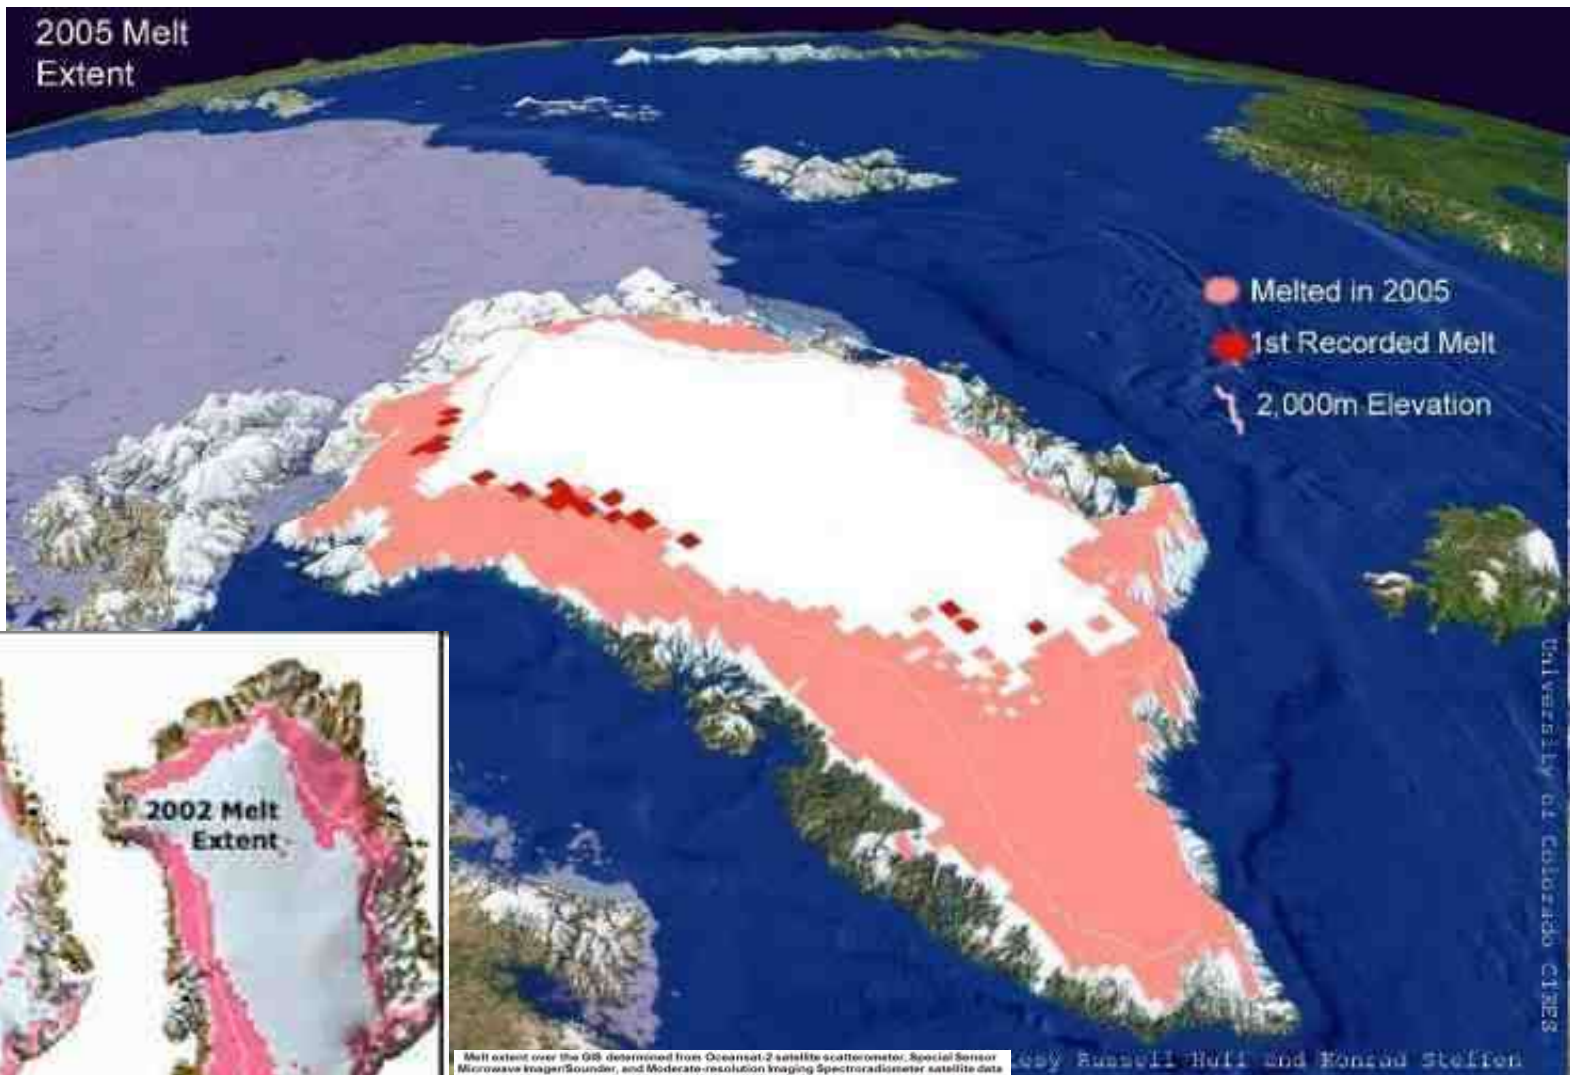 2005 Melt
Extent
Melted in 2005
1st Recorded Melt
2,000m Elevation
2002 Melt
Extent
University of Colorado CIRES
Melt extent over the GIS determined from Oceansat-2 satellite scatterometer, Special Sensor
Microwave Imager/Sounder, and Moderate-resolution Imaging Spectroradiometer satellite data
Russell Huff and Konrad Steffen